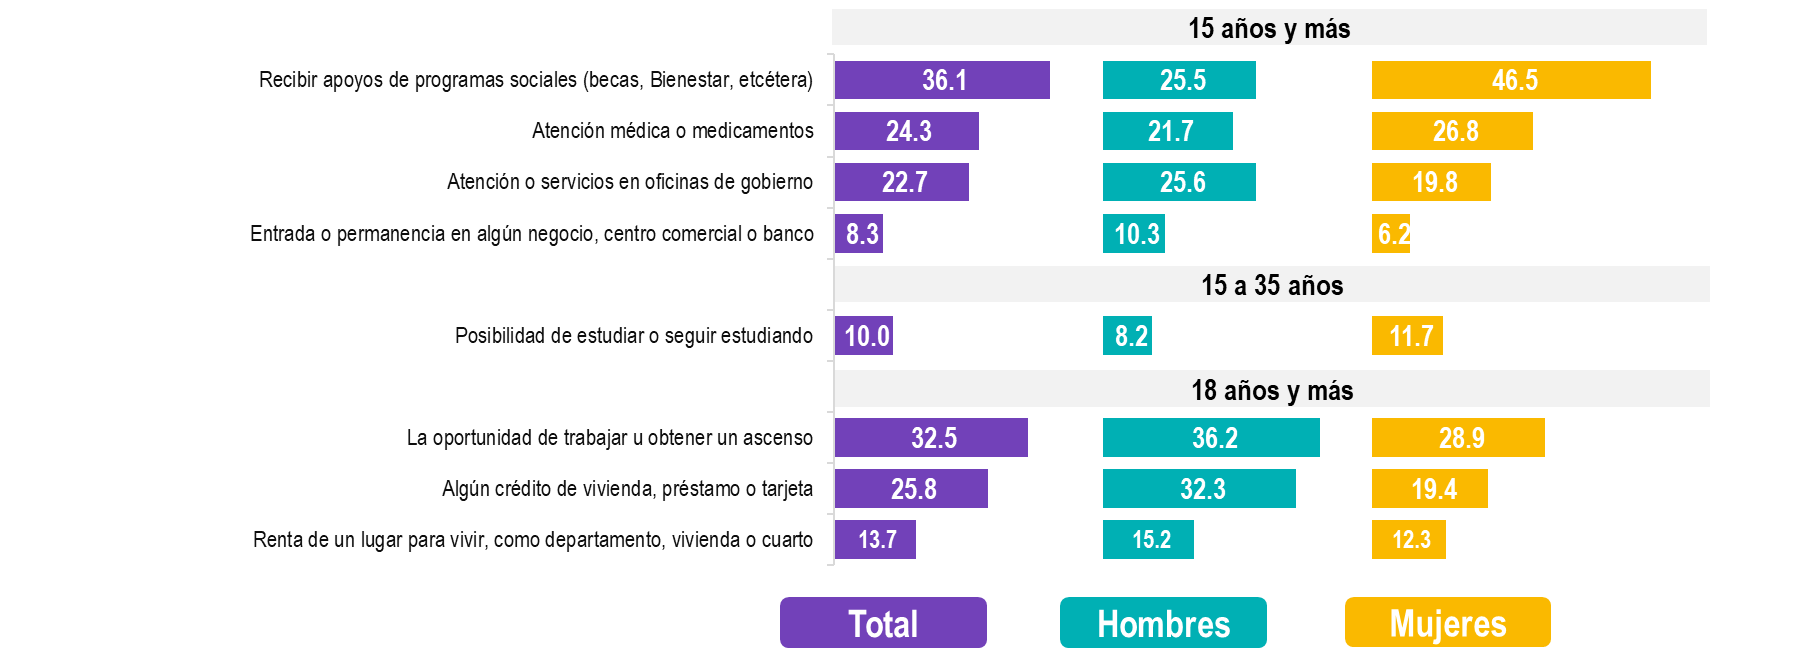 15 años y más
Recibir apoyos de programas sociales (becas, Bienestar, etcétera) 36.1 25.5 46.5
Atención médica o medicamentos 24.3 21.7 26.8
Atención o servicios en oficinas de gobierno 22.7 25.6 19.8
Entrada o permanencia en algún negocio, centro comercial o banco 8.3 10.3 6.2
15 a 35 años
Posibilidad de estudiar o seguir estudiando 10.0 8.2 11.7
18 años y más
La oportunidad de trabajar u obtener un ascenso 32.5 36.2 28.9
Algún crédito de vivienda, préstamo o tarjeta 25.8 32.3 19.4
Renta de un lugar para vivir, como departamento, vivienda o cuarto 13.7 15.2 12.3
Total Hombres Mujeres